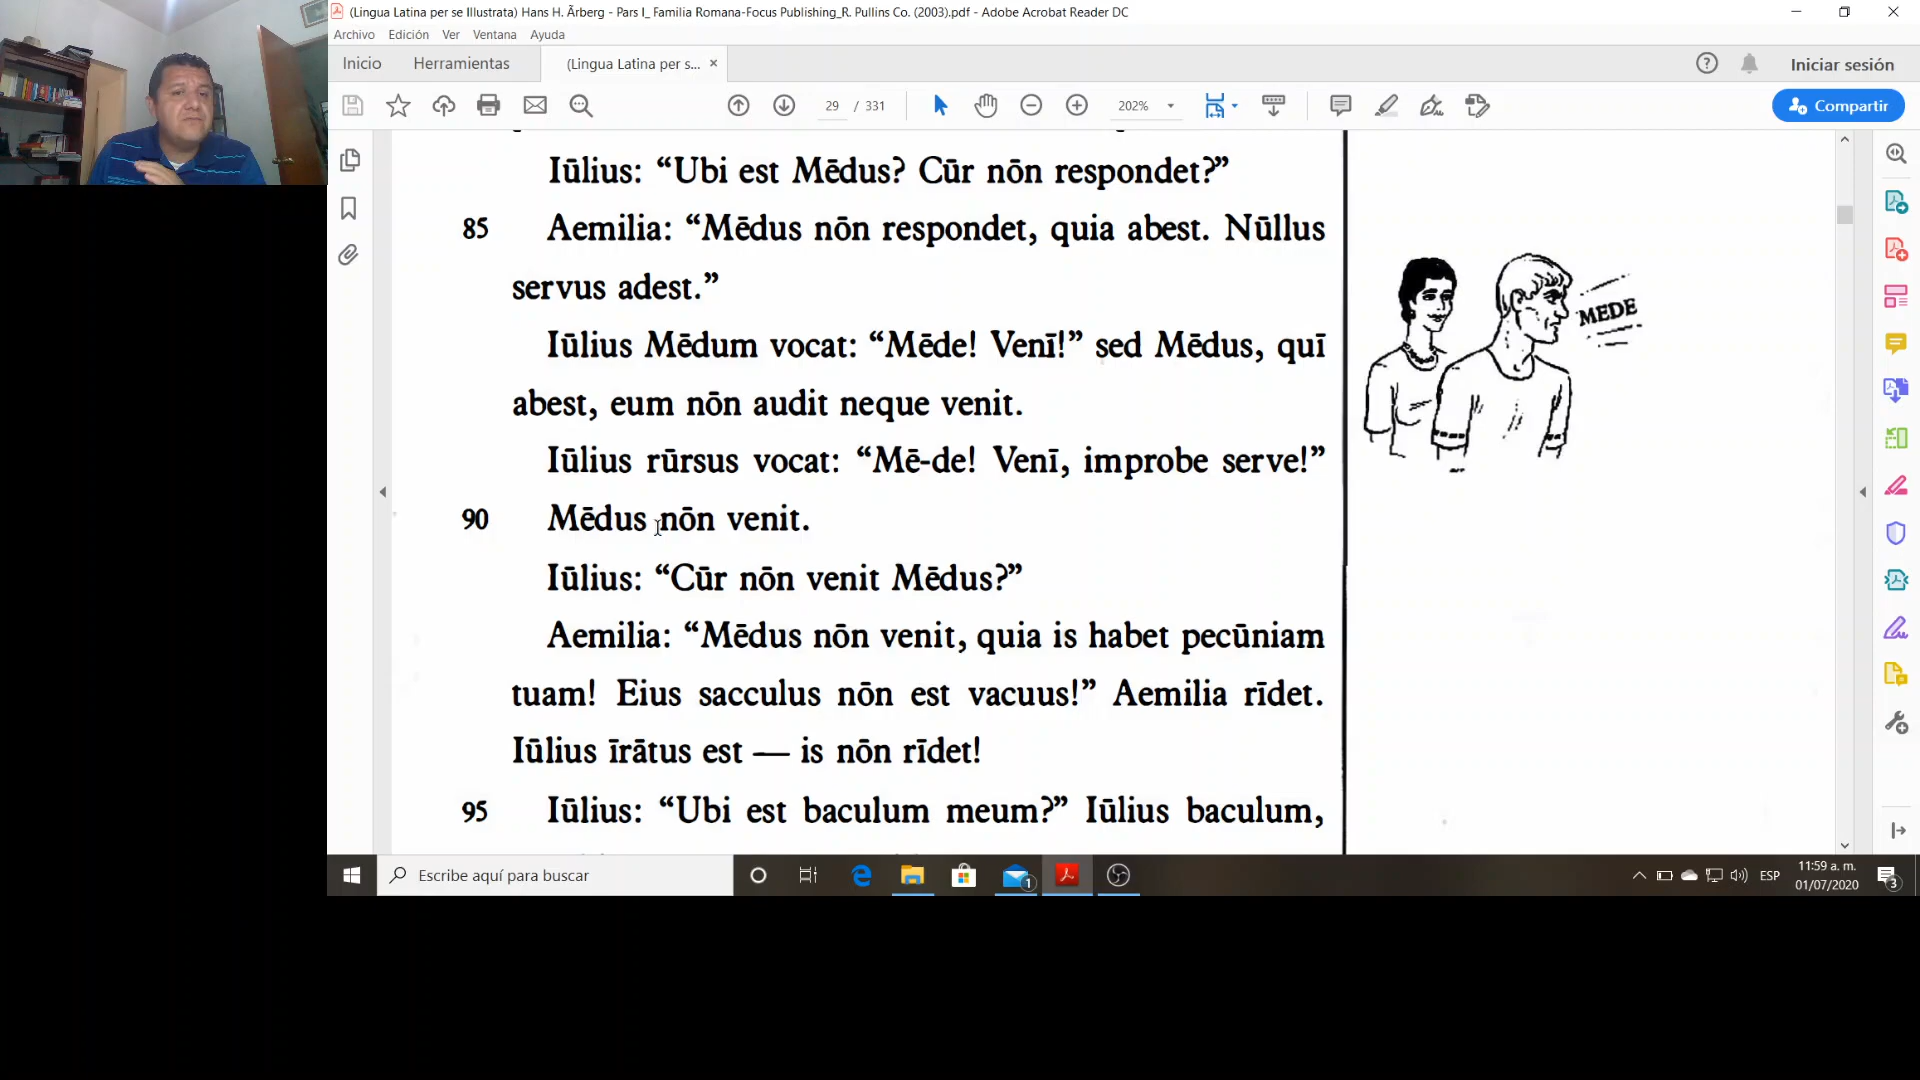 (Lingua Latina per se Illustrata) Hans H. Ãrberg - Pars I_ Familia Romana-Focus Publishing_R. Pullins Co. (2003).pdf - Adobe Acrobat Reader DC
Archivo Edición Ver Ventana Ayuda
Inicio Herramientas (Lingua Latina per s... ×
Iniciar sesión
29 / 331
202%
Compartir
Iūlius: “Ubi est Mēdus? Cūr nōn respondet?”
85 Aemilia: “Mēdus nōn respondet, quia abest. Nūllus
servus adest.”
MEDE
Iūlius Mēdum vocat: “Mēde! Venī!” sed Mēdus, quī
abest, eum nōn audit neque venit.
Iūlius rūrsus vocat: “Mē-de! Venī, improbe serve!”
90 Mēdus nōn venit.
Iūlius: “Cūr nōn venit Mēdus?”
Aemilia: “Mēdus nōn venit, quia is habet pecūniam
tuam! Eius sacculus nōn est vacuus!” Aemilia rīdet.
Iūlius īrātus est — is nōn rīdet!
95 Iūlius: “Ubi est baculum meum?” Iūlius baculum,
Escribe aquí para buscar
1
ESP
11:59 a. m.
01/07/2020
3